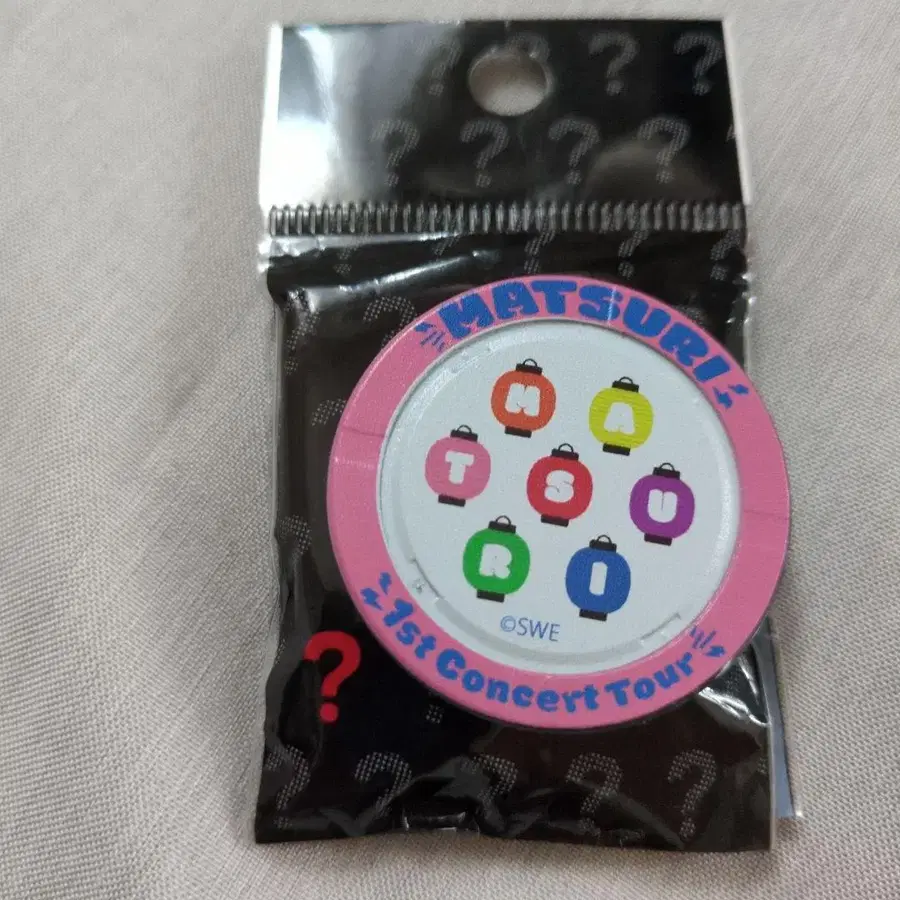 MATSURI
M A
T S U
R I
©SWE
1st Concert Tour
?